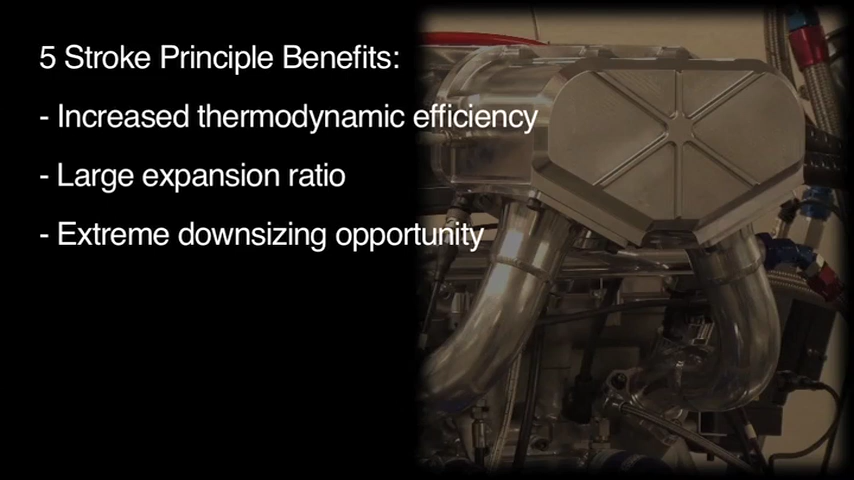 5 Stroke Principle Benefits:
- Increased thermodynamic efficiency
- Large expansion ratio
- Extreme downsizing opportunity